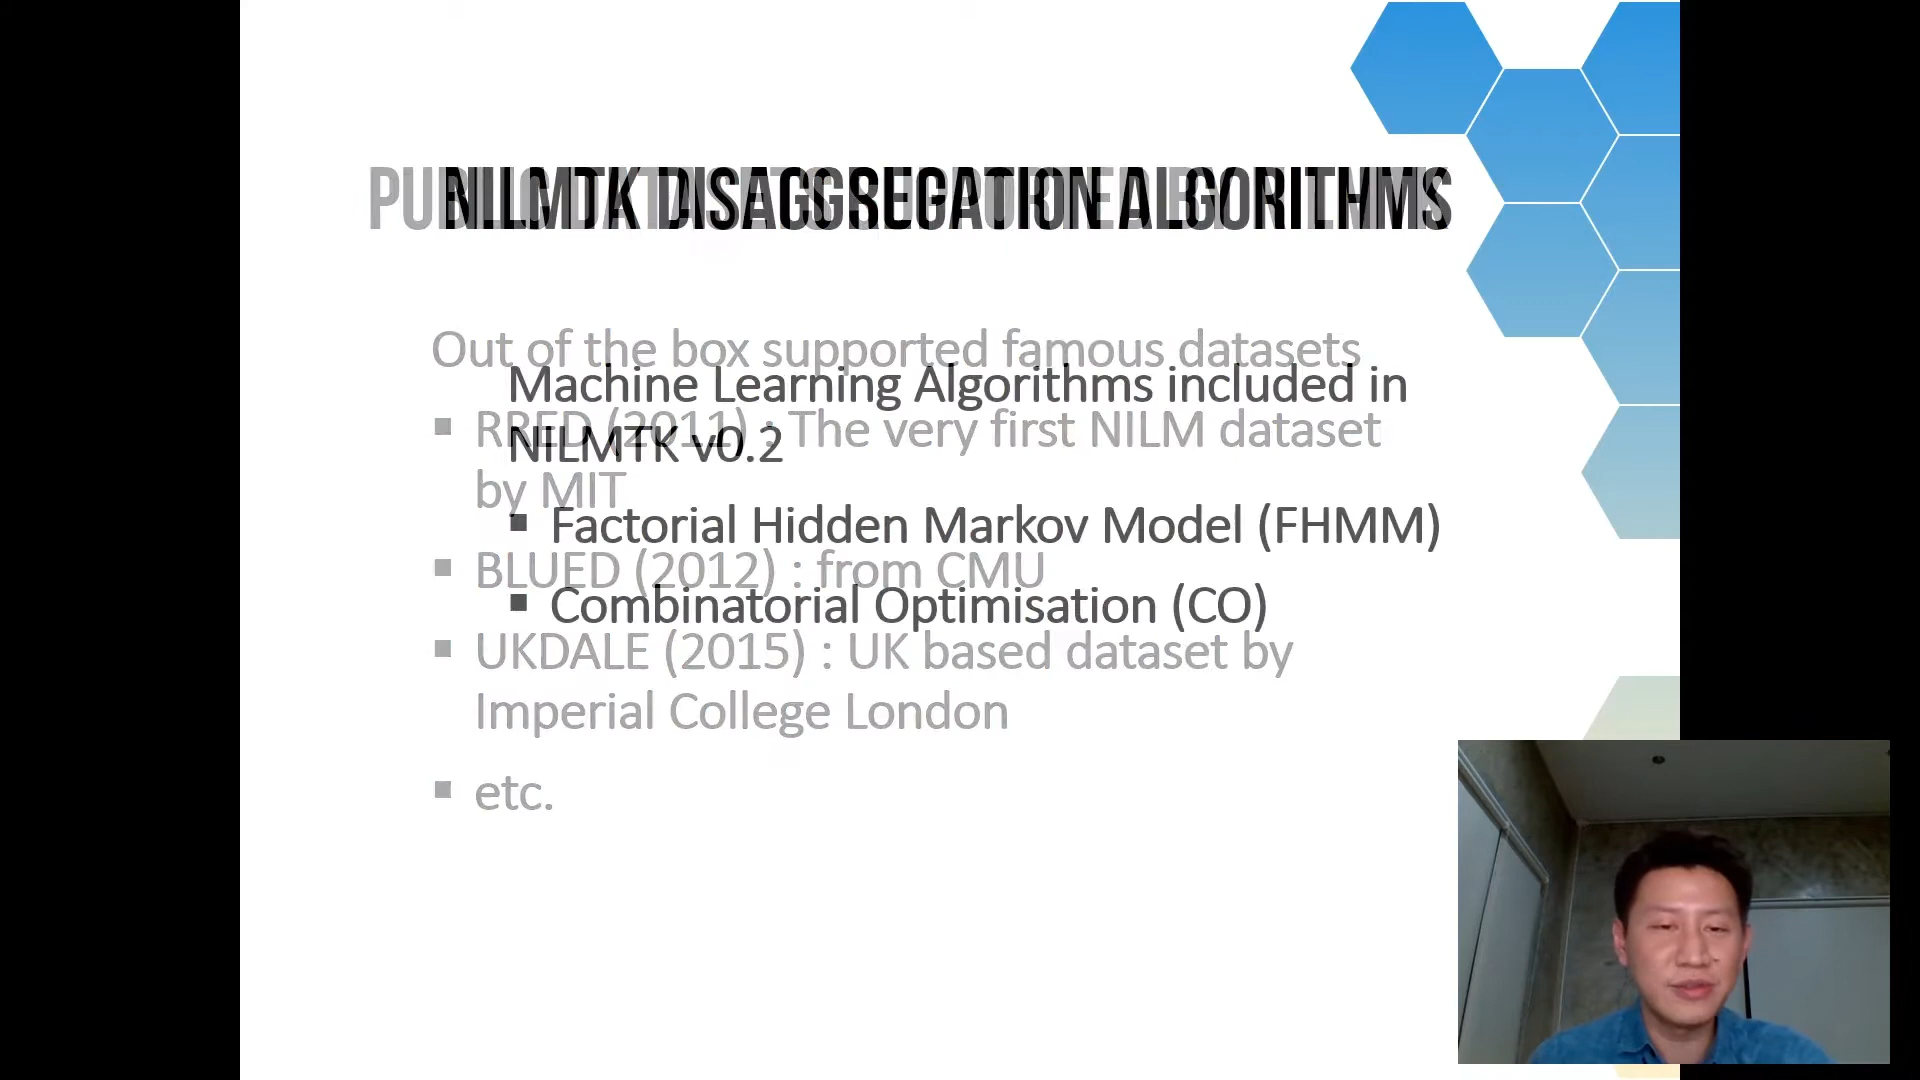 NILMTK DISAGGREGATION ALGORITHMS
Machine Learning Algorithms included in
NILMTK v0.2
▪ Factorial Hidden Markov Model (FHMM)
▪ Combinatorial Optimisation (CO)
Out of the box supported famous datasets
▪ RRED (2011) : The very first NILM dataset
by MIT
▪ BLUED (2012) : from CMU
▪ UKDALE (2015) : UK based dataset by
Imperial College London
▪ etc.